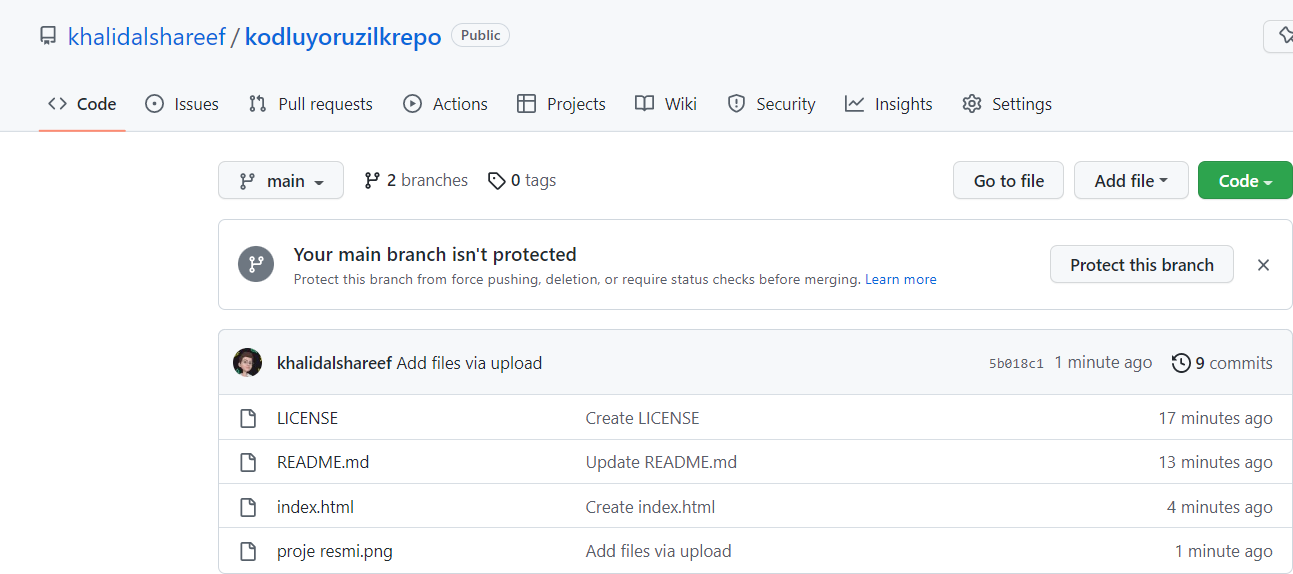 khalidalshareef / kodluyoruzilkrepo Public
Code Issues Pull requests Actions Projects Wiki Security Insights Settings
main 2 branches 0 tags Go to file Add file Code
Your main branch isn't protected
Protect this branch from force pushing, deletion, or require status checks before merging. Learn more
Protect this branch
khalidalshareef Add files via upload 5b018c1 1 minute ago 9 commits
LICENSE Create LICENSE 17 minutes ago
README.md Update README.md 13 minutes ago
index.html Create index.html 4 minutes ago
proje resmi.png Add files via upload 1 minute ago